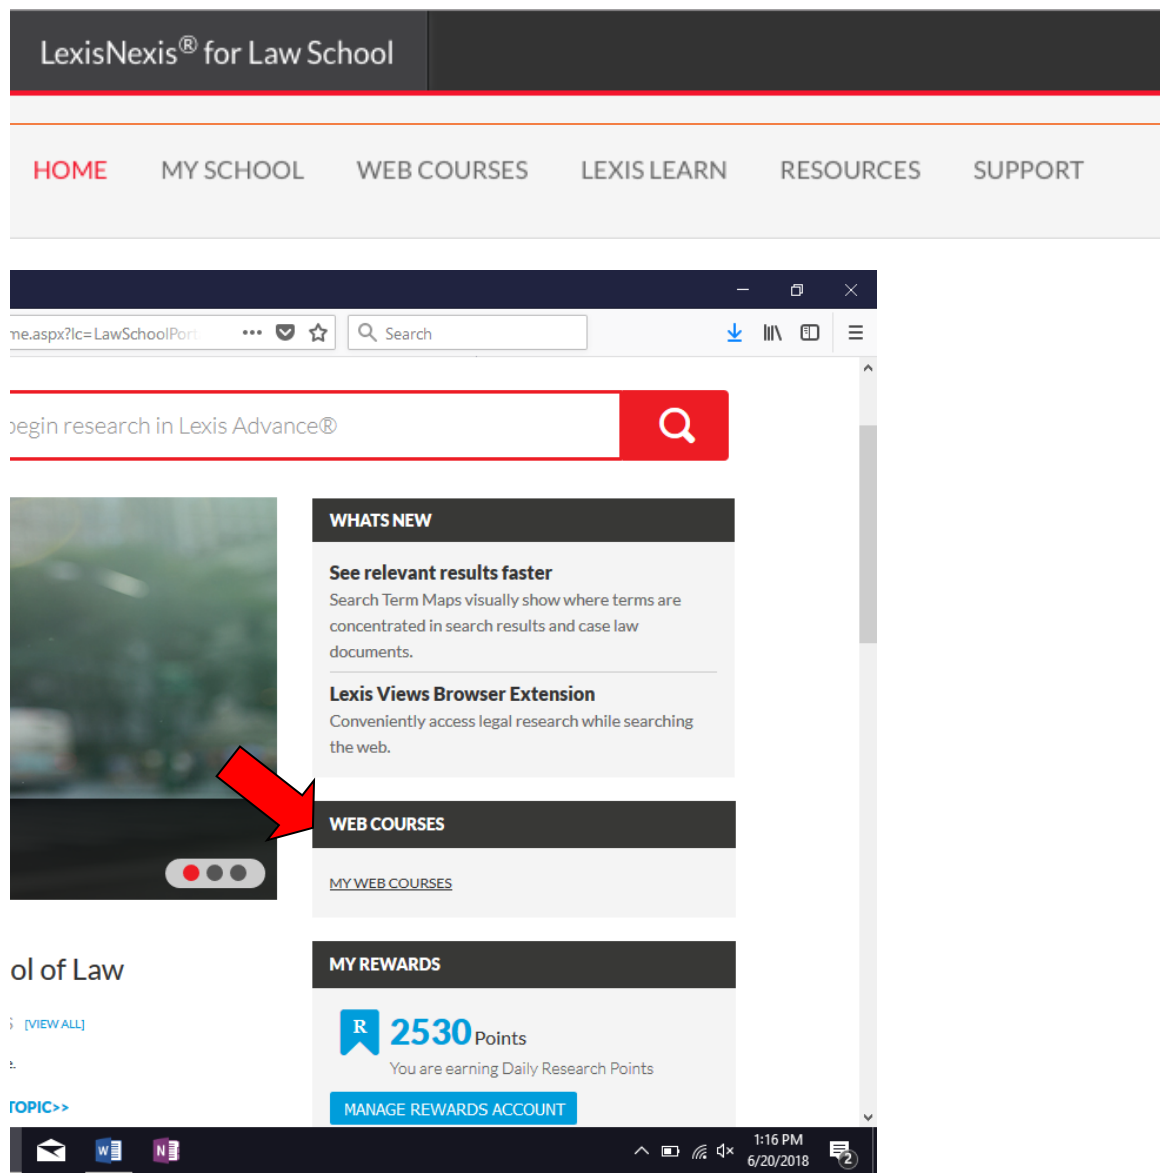 LexisNexis® for Law School
HOME MY SCHOOL WEB COURSES LEXIS LEARN RESOURCES SUPPORT
me.aspx?lc=LawSchoolPort
Search
begin research in Lexis Advance®
WHATS NEW
See relevant results faster
Search Term Maps visually show where terms are
concentrated in search results and case law
documents.
Lexis Views Browser Extension
Conveniently access legal research while searching
the web.
WEB COURSES
MY WEB COURSES
ol of Law
[VIEW ALL]
TOPIC>>
MY REWARDS
R
2530 Points
You are earning Daily Research Points
MANAGE REWARDS ACCOUNT
W
N
1:16 PM
6/20/2018
2